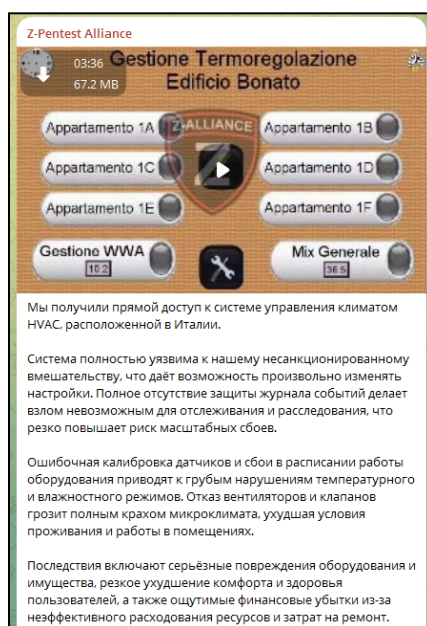 Z-Pentest Alliance
03:36
67.2 MB
Gestione Termoregolazione
Edificio Bonato
Appartamento 1A
Z-ALLIANCE
Appartamento 1B
Appartamento 1C
Appartamento 1D
Appartamento 1E
Appartamento 1F
Gestione WWA
10.2
Mix Generale
36.5
Мы получили прямой доступ к системе управления климатом
HVAC, расположенной в Италии.
Система полностью уязвима к нашему несанкционированному
вмешательству, что даёт возможность произвольно изменять
настройки. Полное отсутствие защиты журнала событий делает
взлом невозможным для отслеживания и расследования, что
резко повышает риск масштабных сбоев.
Ошибочная калибровка датчиков и сбои в расписании работы
оборудования приводят к грубым нарушениям температурного
и влажностного режимов. Отказ вентиляторов и клапанов
грозит полным крахом микроклимата, ухудшая условия
проживания и работы в помещениях.
Последствия включают серьёзные повреждения оборудования и
имущества, резкое ухудшение комфорта и здоровья
пользователей, а также ощутимые финансовые убытки из-за
неэффективного расходования ресурсов и затрат на ремонт.